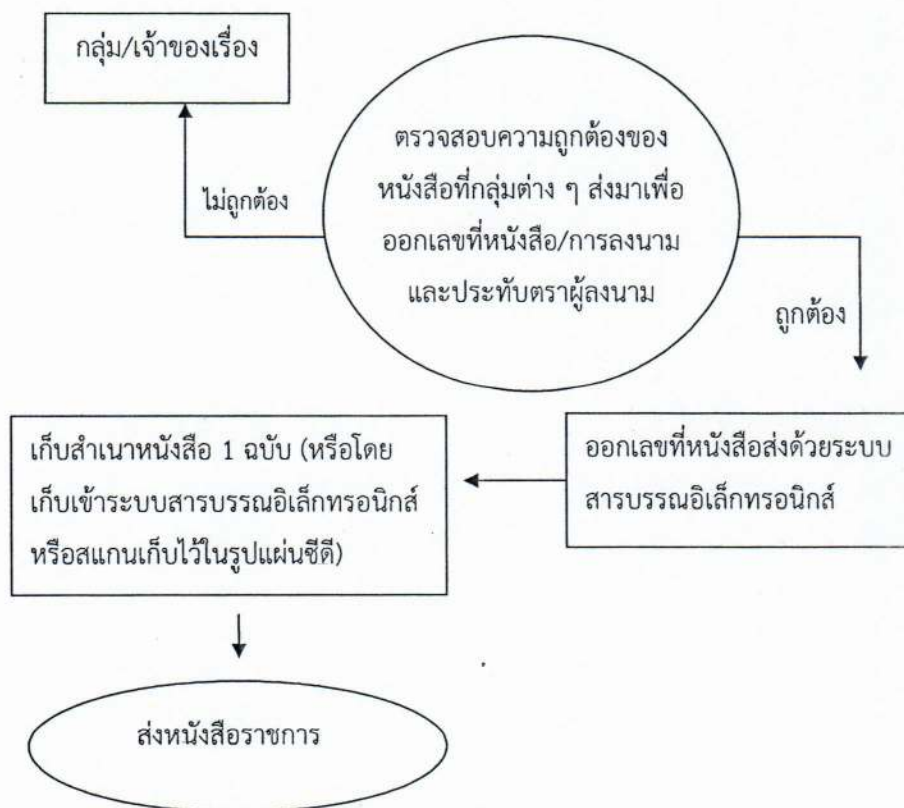 กลุ่ม/เจ้าของเรื่อง
ตรวจสอบความถูกต้องของ
หนังสือที่กลุ่มต่าง ๆ ส่งมาเพื่อ
ออกเลขที่หนังสือ/การลงนาม
และประทับตราผู้ลงนาม
ไม่ถูกต้อง
ถูกต้อง
ออกเลขที่หนังสือส่งด้วยระบบ
สารบรรณอิเล็กทรอนิกส์
เก็บสำเนาหนังสือ 1 ฉบับ (หรือโดย
เก็บเข้าระบบสารบรรณอิเล็กทรอนิกส์
หรือสแกนเก็บไว้ในรูปแผ่นซีดี)
ส่งหนังสือราชการ